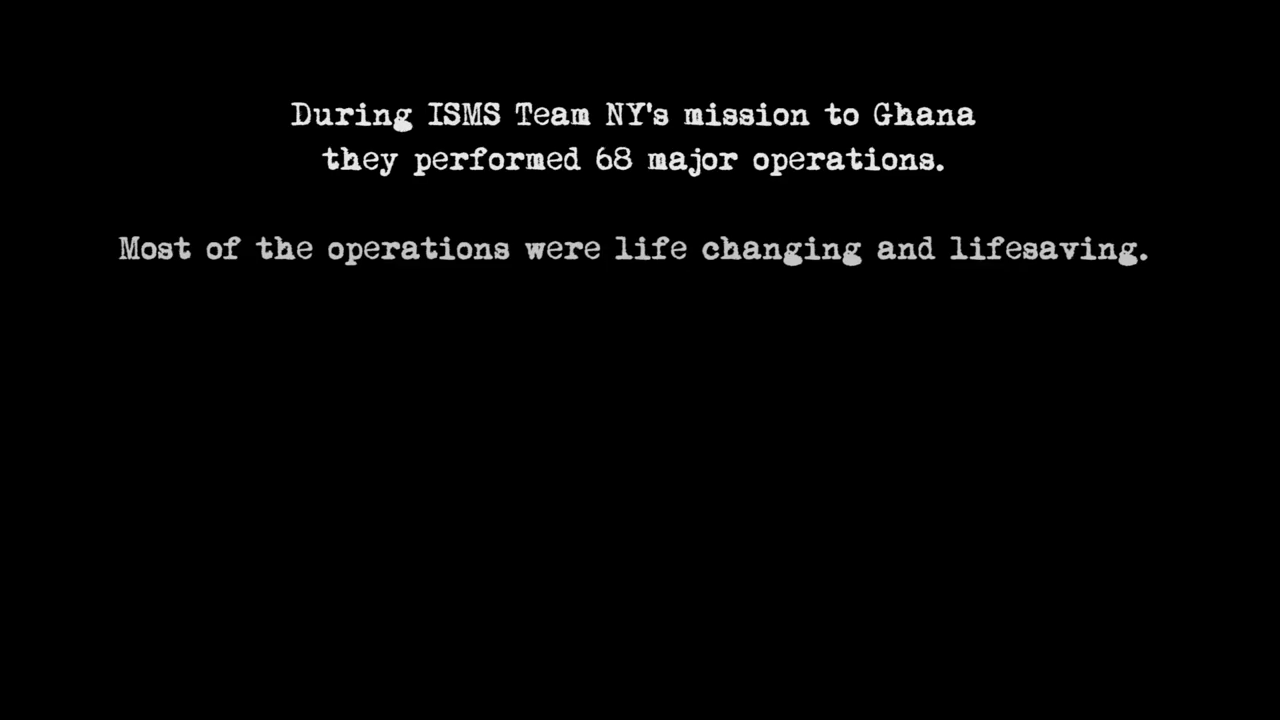 During ISMS Team NY's mission to Ghana
they performed 68 major operations.
Most of the operations were life changing and lifesaving.